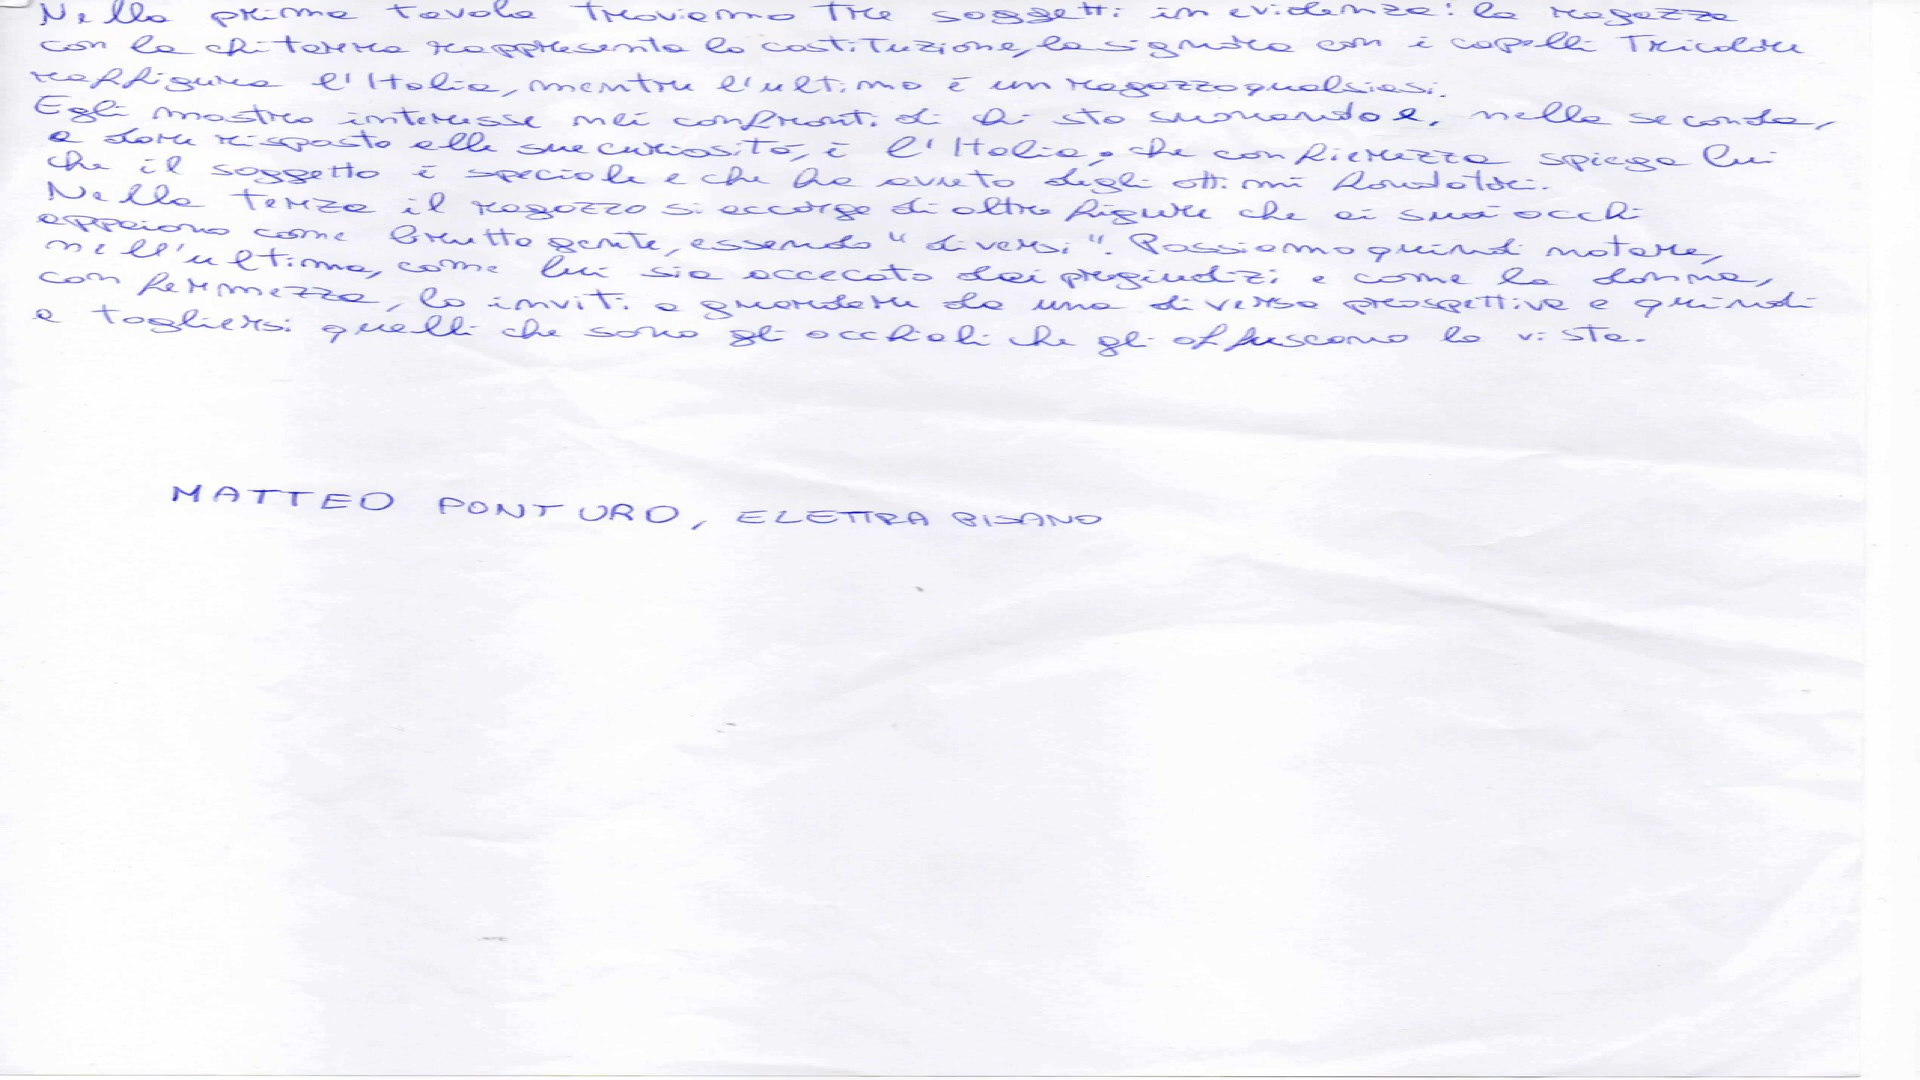 Nella prima tavola troviamo tre soggetti in evidenza: la ragazza
con la chitarra rappresenta la costituzione, la signora con i capelli tricolore
raffigura l'Italia, mentre l'ultimo è un ragazzo qualsiasi.
Egli mostra interesse nei confronti di chi sta suonando e, nella seconda,
a dare risposta alle sue curiosità, è l'Italia, che con fierezza spiega lui
che il soggetto è speciale e che ha avuto degli ottimi fondatori.
Nella terza il ragazzo si accorge di altre figure che ai suoi occhi
appaiono come brutta gente, essendo "diversi". Possiamo quindi notare,
nell'ultima, come lui sia accecato dai pregiudizi e come la donna,
con fermezza, lo inviti a guardare da una diversa prospettiva e quindi
a togliersi quelli che sono gli occhiali che gli offuscano la vista.
MATTEO PONTURO, ELETTRA PISANO